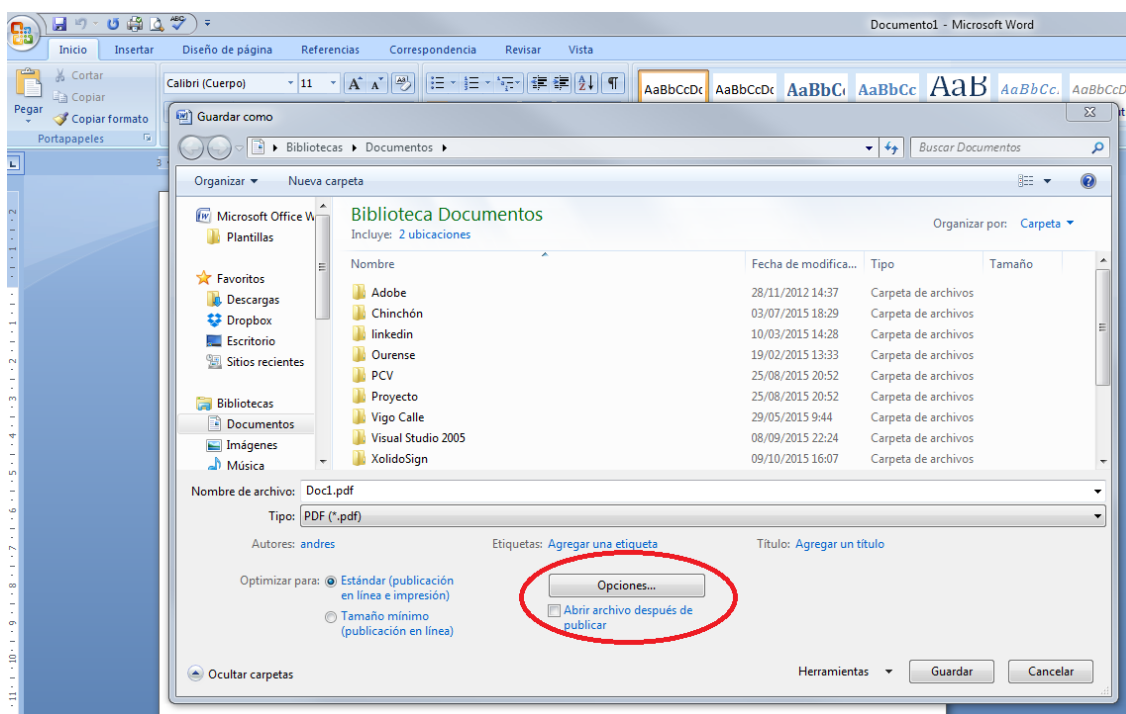 Documento1 - Microsoft Word
Inicio Insertar Diseño de página Referencias Correspondencia Revisar Vista
Cortar
Copiar
Pegar
Copiar formato
Portapapeles
Calibri (Cuerpo) 11
AaBbCcDc AaBbCcDc AaBbC AaBbCc AaB AaBbCc. AaBbCcD
Guardar como
Bibliotecas Documentos
Buscar Documentos
Organizar Nueva carpeta
Microsoft Office W
Plantillas
Favoritos
Descargas
Dropbox
Escritorio
Sitios recientes
Bibliotecas
Documentos
Imágenes
Música
Biblioteca Documentos
Incluye: 2 ubicaciones
Organizar por: Carpeta
Nombre Fecha de modifica... Tipo Tamaño
Adobe 28/11/2012 14:37 Carpeta de archivos
Chinchón 03/07/2015 18:29 Carpeta de archivos
linkedin 10/03/2015 14:28 Carpeta de archivos
Ourense 19/02/2015 13:33 Carpeta de archivos
PCV 25/08/2015 20:52 Carpeta de archivos
Proyecto 25/08/2015 20:52 Carpeta de archivos
Vigo Calle 29/05/2015 9:44 Carpeta de archivos
Visual Studio 2005 08/09/2015 22:24 Carpeta de archivos
XolidoSign 09/10/2015 16:07 Carpeta de archivos
Nombre de archivo: Doc1.pdf
Tipo: PDF (*.pdf)
Autores: andres Etiquetas: Agregar una etiqueta Título: Agregar un título
Optimizar para: Estándar (publicación
en línea e impresión)
Tamaño mínimo
(publicación en línea)
Opciones...
Abrir archivo después de
publicar
Ocultar carpetas
Herramientas Guardar Cancelar